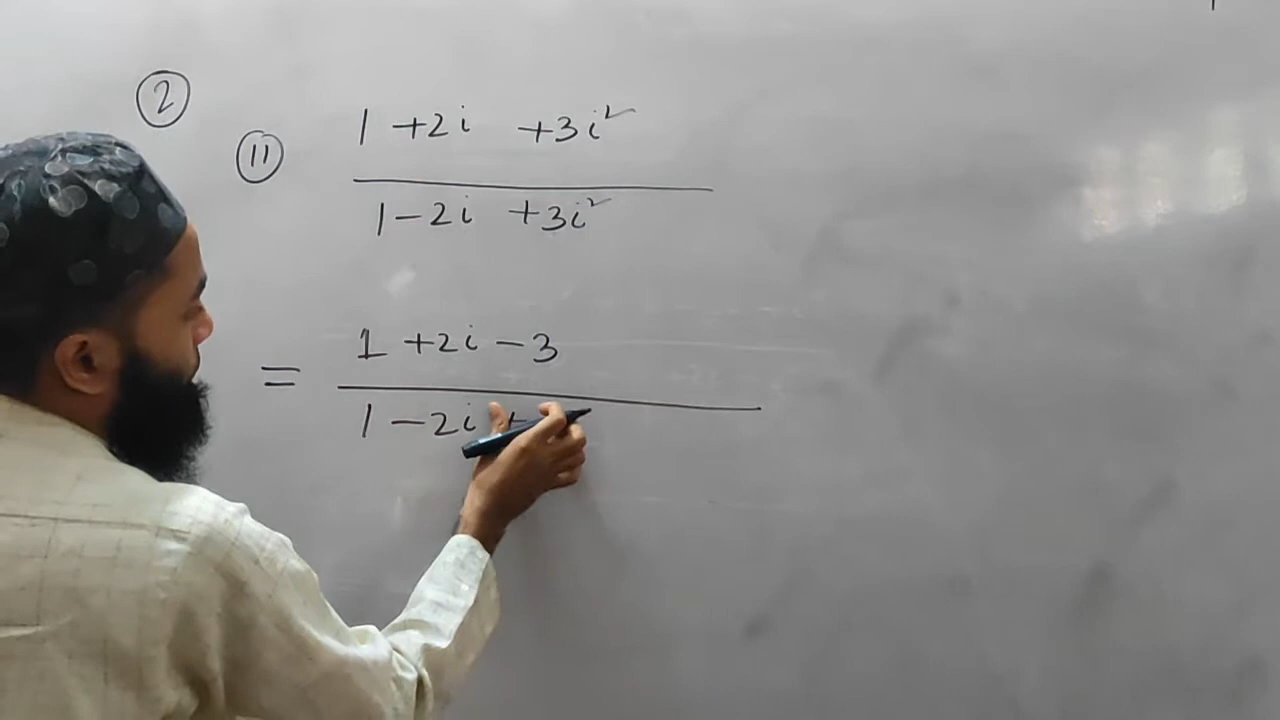 2
11
1 + 2i + 3i²
1 - 2i + 3i²
= 1 + 2i - 3
1 - 2i +